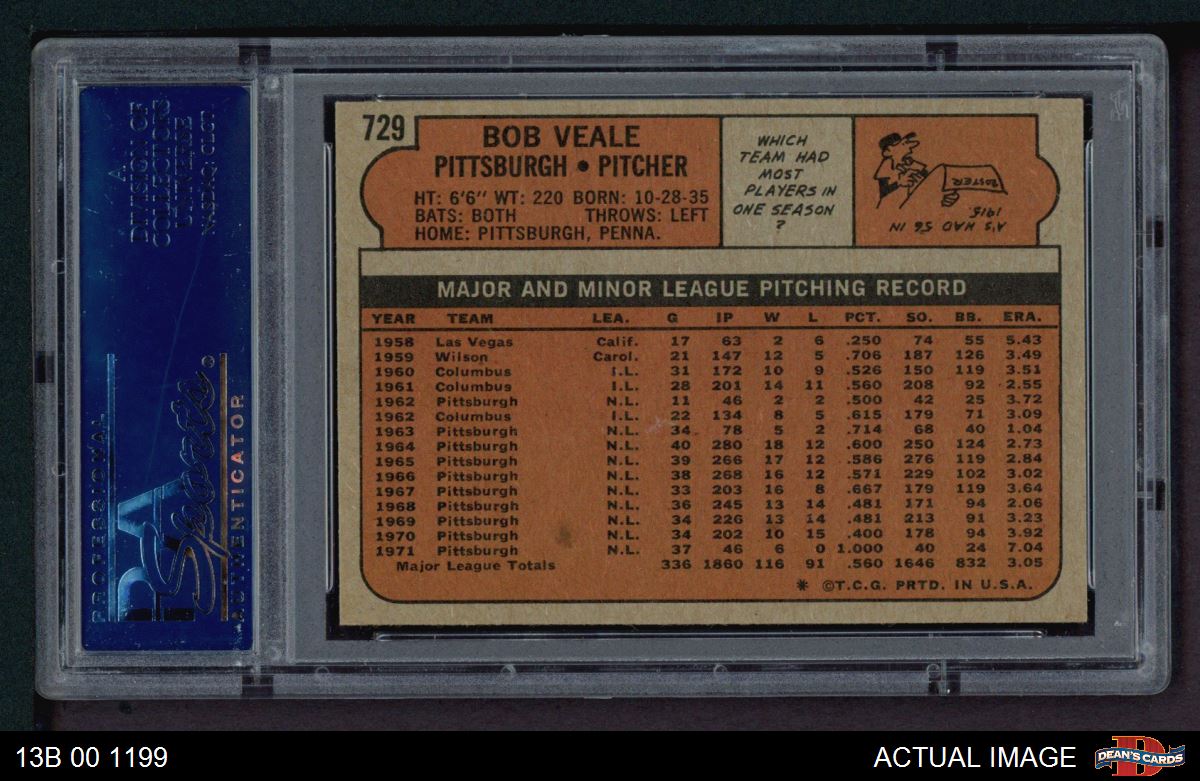 A
DIVISION OF
COLLECTORS
UNIVERSE
NASDAQ: CLCT
PROFESSIONAL
PSA
Sports
AUTHENTICATOR
729
BOB VEALE
PITTSBURGH • PITCHER
HT: 6'6" WT: 220 BORN: 10-28-35
BATS: BOTH THROWS: LEFT
HOME: PITTSBURGH, PENNA.
WHICH
TEAM HAD
MOST
PLAYERS IN
ONE SEASON
?
ROSTER
A'S HAD 56 IN
1915.
MAJOR AND MINOR LEAGUE PITCHING RECORD
YEAR TEAM LEA. G IP W L PCT. SO. BB. ERA.
1958 Las Vegas Calif. 17 63 2 6 .250 74 55 5.43
1959 Wilson Carol. 21 147 12 5 .706 187 126 3.49
1960 Columbus I.L. 31 172 10 9 .526 150 119 3.51
1961 Columbus I.L. 28 201 14 11 .560 208 92 2.55
1962 Pittsburgh N.L. 11 46 2 2 .500 42 25 3.72
1962 Columbus I.L. 22 134 8 5 .615 179 71 3.09
1963 Pittsburgh N.L. 34 78 5 2 .714 68 40 1.04
1964 Pittsburgh N.L. 40 280 18 12 .600 250 124 2.73
1965 Pittsburgh N.L. 39 266 17 12 .586 276 119 2.84
1966 Pittsburgh N.L. 38 268 16 12 .571 229 102 3.02
1967 Pittsburgh N.L. 33 203 16 8 .667 179 119 3.64
1968 Pittsburgh N.L. 36 245 13 14 .481 171 94 2.06
1969 Pittsburgh N.L. 34 226 13 14 .481 213 91 3.23
1970 Pittsburgh N.L. 34 202 10 15 .400 178 94 3.92
1971 Pittsburgh N.L. 37 46 6 0 1.000 40 24 7.04
Major League Totals 336 1860 116 91 .560 1646 832 3.05
* ©T.C.G. PRTD. IN U.S.A.
13B 00 1199
ACTUAL IMAGE
D
DEAN'S CARDS